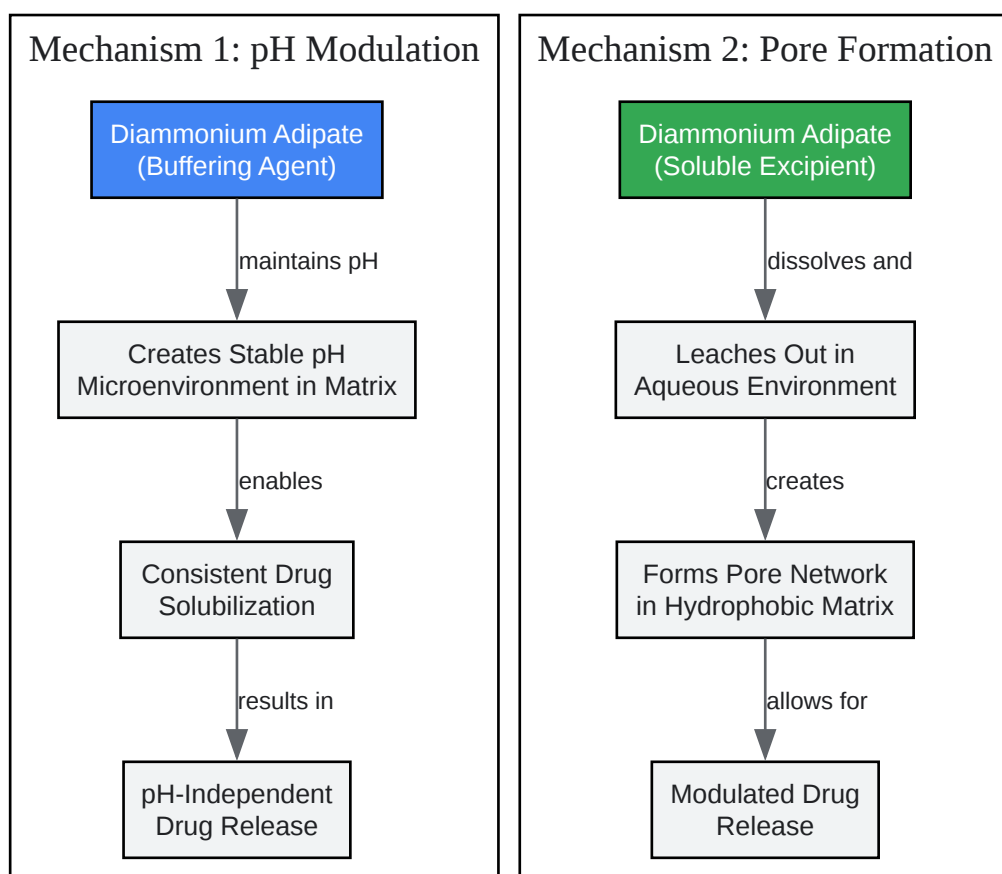 Mechanism 1: pH Modulation
Diammonium Adipate
(Buffering Agent)
maintains pH
Creates Stable pH
Microenvironment in Matrix
enables
Consistent Drug
Solubilization
results in
pH-Independent
Drug Release
Mechanism 2: Pore Formation
Diammonium Adipate
(Soluble Excipient)
dissolves and
Leaches Out in
Aqueous Environment
creates
Forms Pore Network
in Hydrophobic Matrix
allows for
Modulated Drug
Release